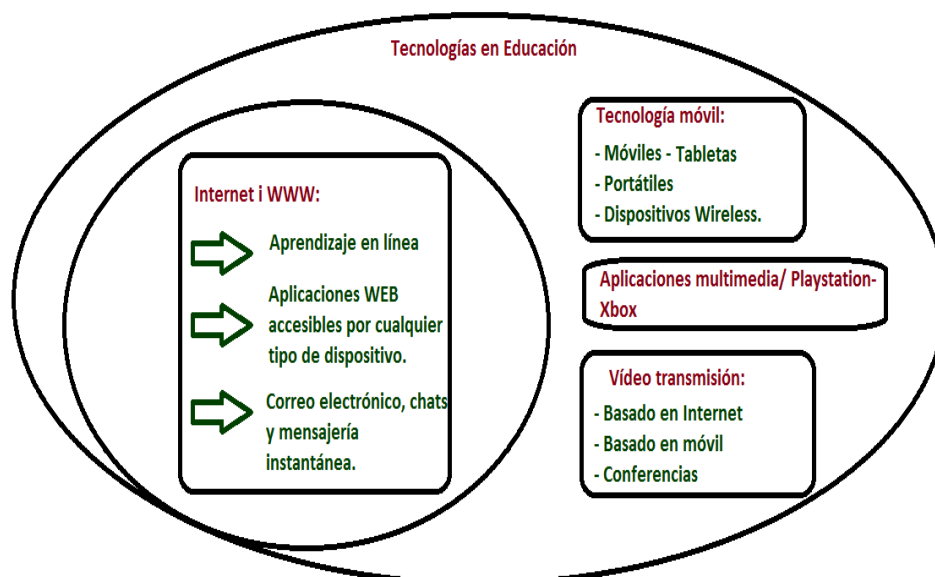 Tecnologías en Educación
Internet i WWW:
Aprendizaje en línea
Aplicaciones WEB
accesibles por cualquier
tipo de dispositivo.
Correo electrónico, chats
y mensajería
instantánea.
Tecnología móvil:
- Móviles - Tabletas
- Portátiles
- Dispositivos Wireless.
Aplicaciones multimedia/ Playstation-
Xbox
Vídeo transmisión:
- Basado en Internet
- Basado en móvil
- Conferencias